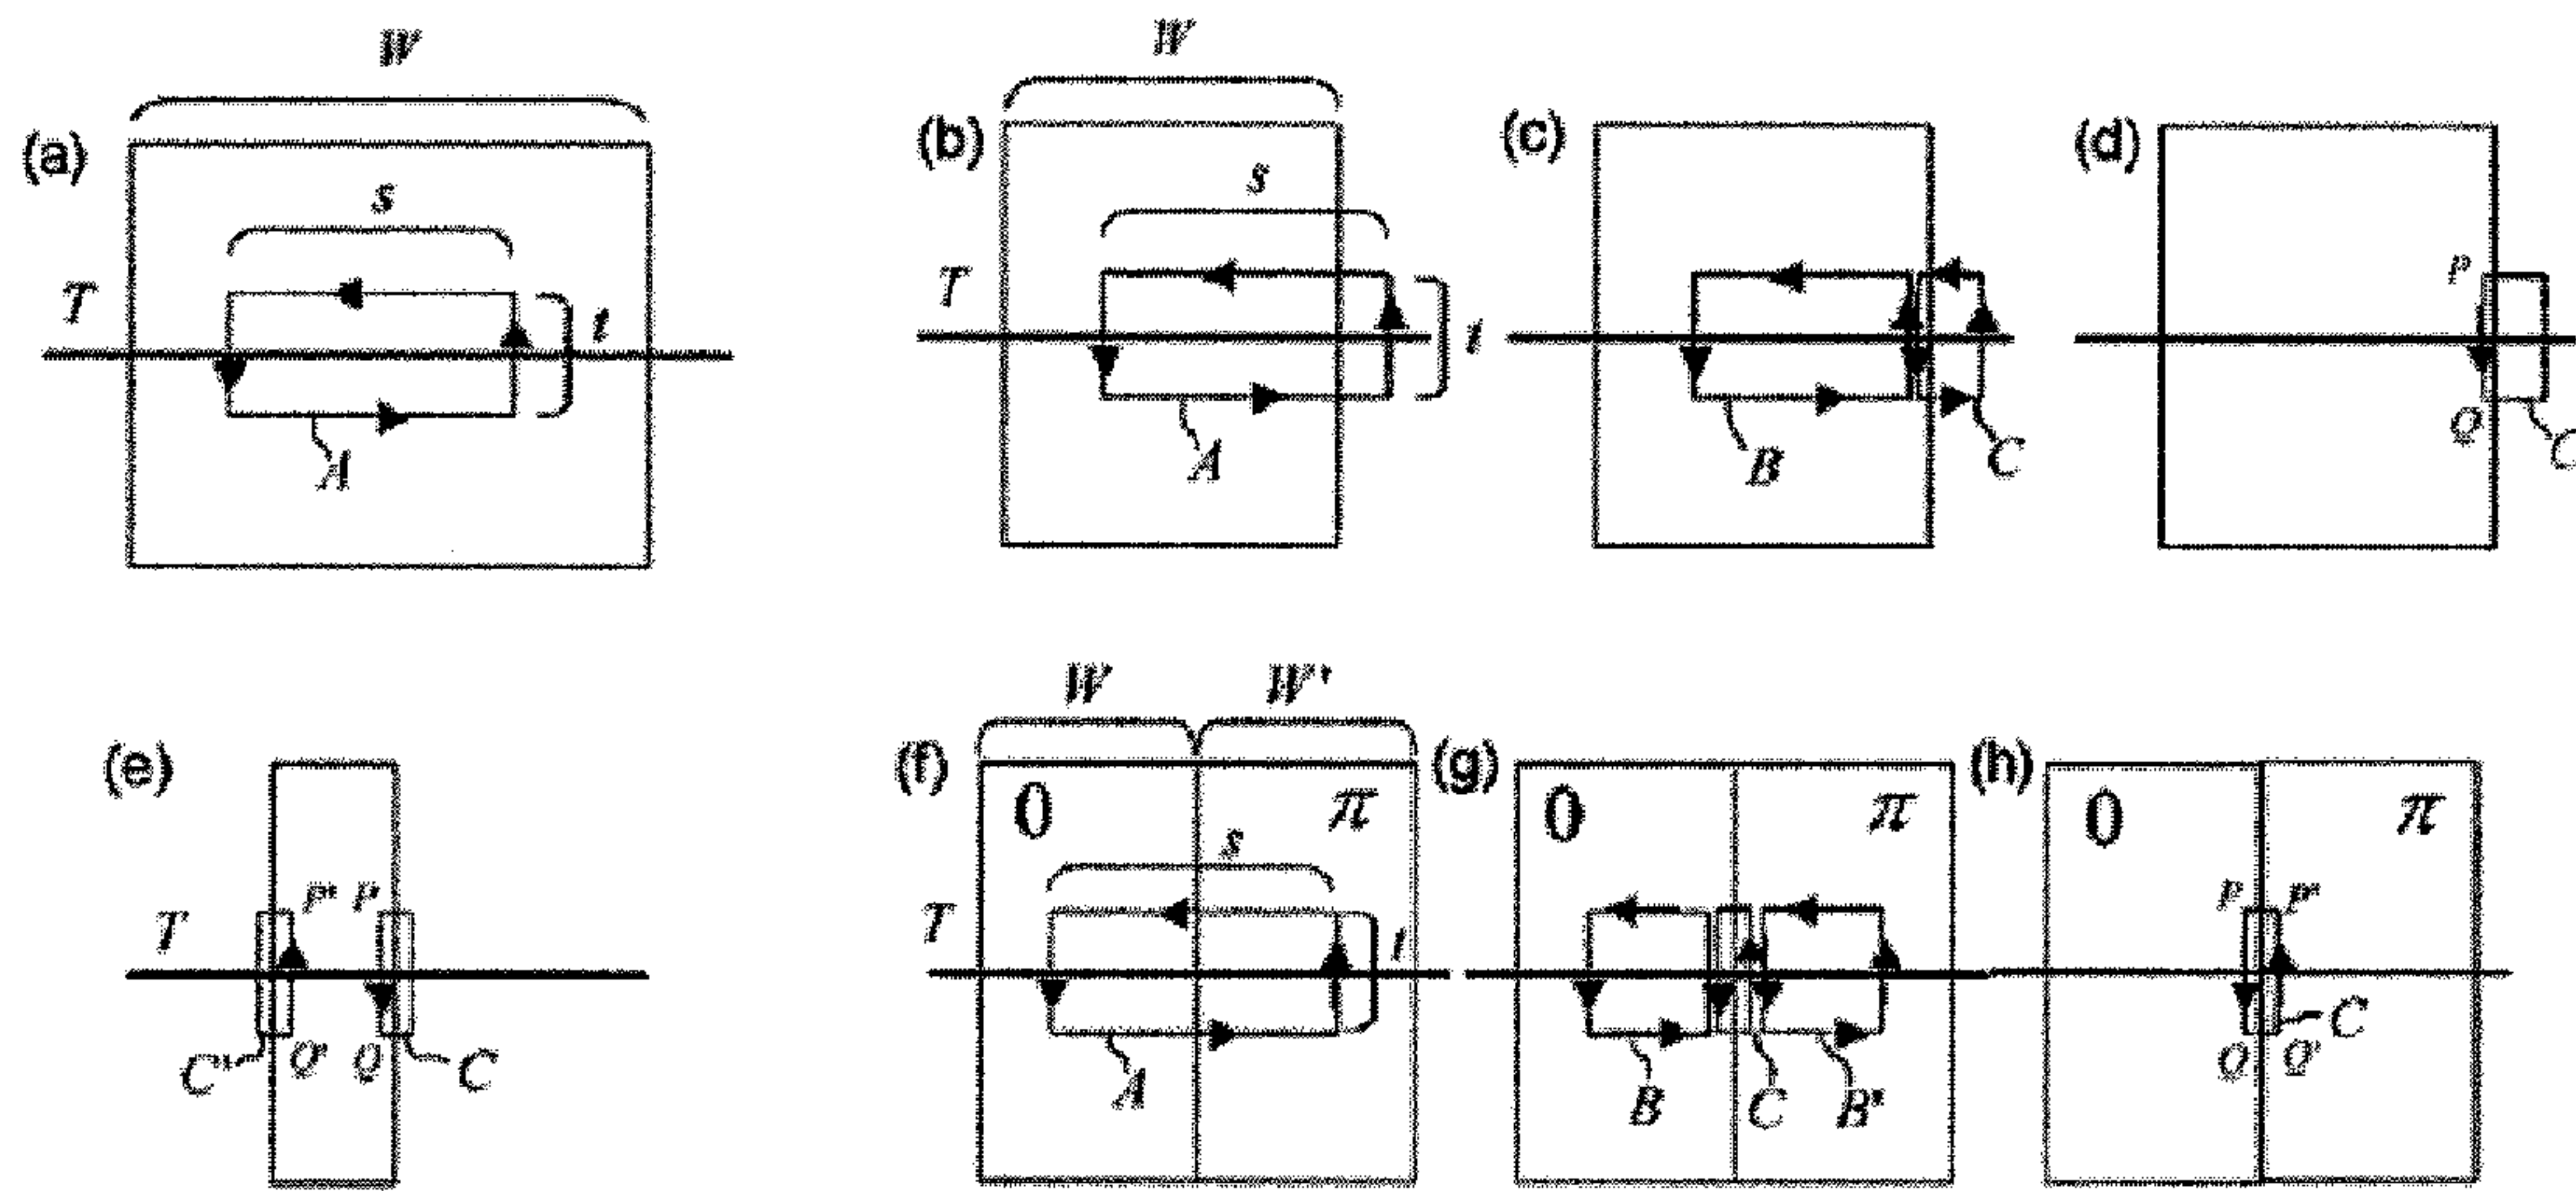 (a) W s T t A
(b) W s T t A
(c) B C
(d) P Q C
(e) T P' P C' Q' Q C
(f) W W' 0 π s T t A
(g) 0 π B C B'
(h) 0 π P P' Q Q' C